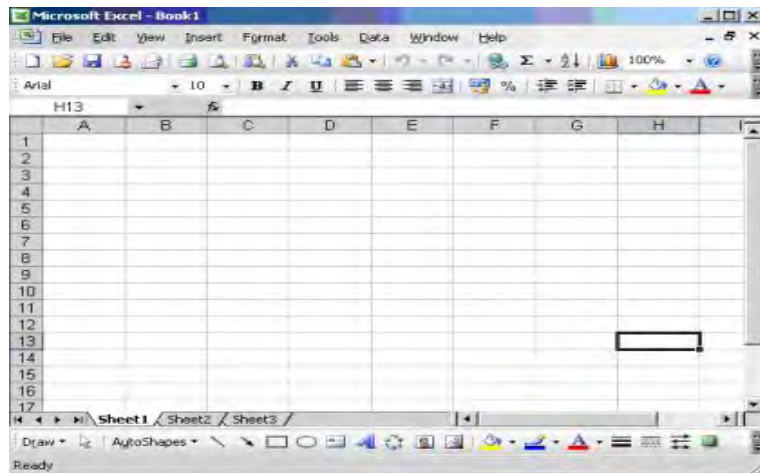 Microsoft Excel - Book1
File Edit View Insert Format Tools Data Window Help
100%
Arial 10 B I U %
H13 fx
A B C D E F G H I
1
2
3
4
5
6
7
8
9
10
11
12
13
14
15
16
17
Sheet1 Sheet2 Sheet3
Draw AutoShapes A
Ready